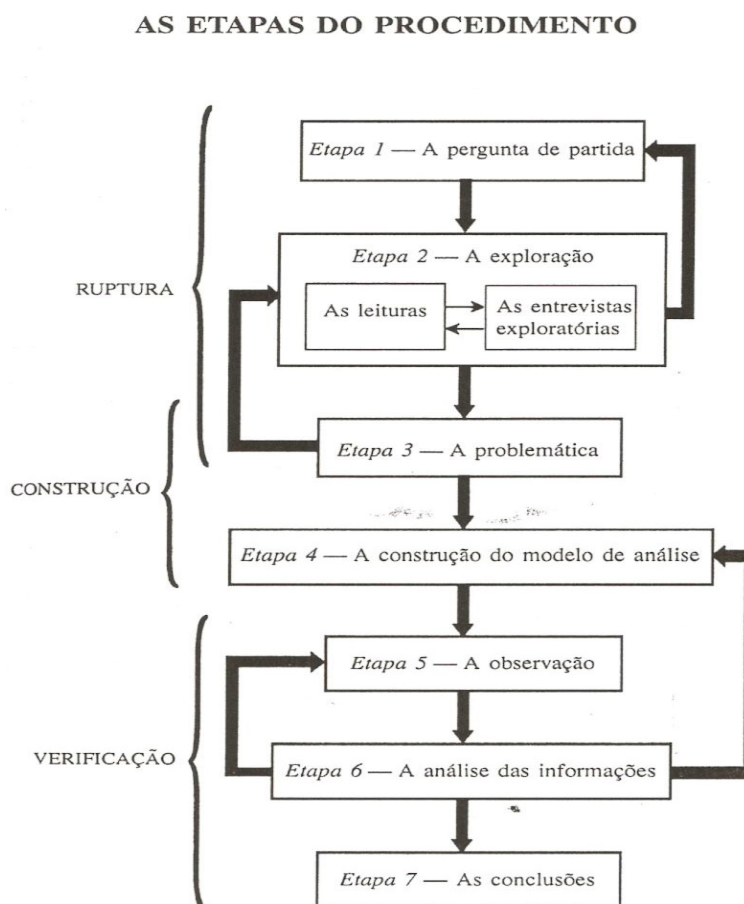 AS ETAPAS DO PROCEDIMENTO
Etapa 1 — A pergunta de partida
Etapa 2 — A exploração
As leituras
As entrevistas
exploratórias
RUPTURA
Etapa 3 — A problemática
CONSTRUÇÃO
Etapa 4 — A construção do modelo de análise
Etapa 5 — A observação
VERIFICAÇÃO
Etapa 6 — A análise das informações
Etapa 7 — As conclusões